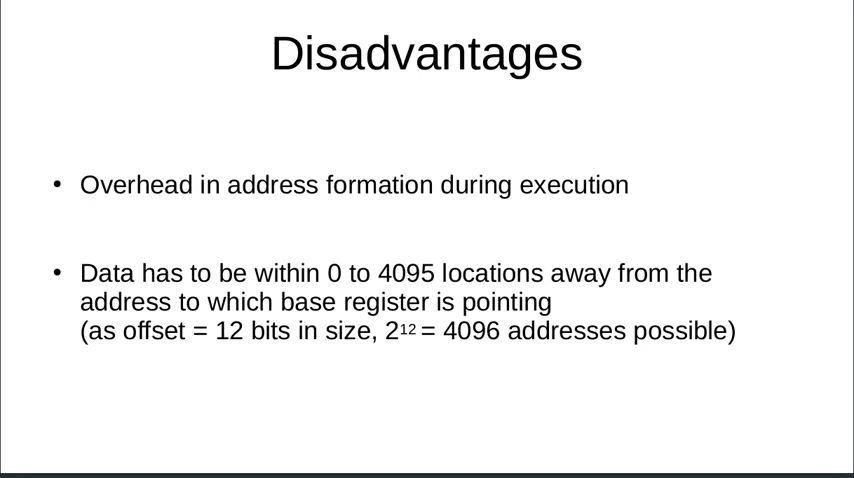 Disadvantages
• Overhead in address formation during execution
• Data has to be within 0 to 4095 locations away from the
address to which base register is pointing
(as offset = 12 bits in size, 2¹² = 4096 addresses possible)